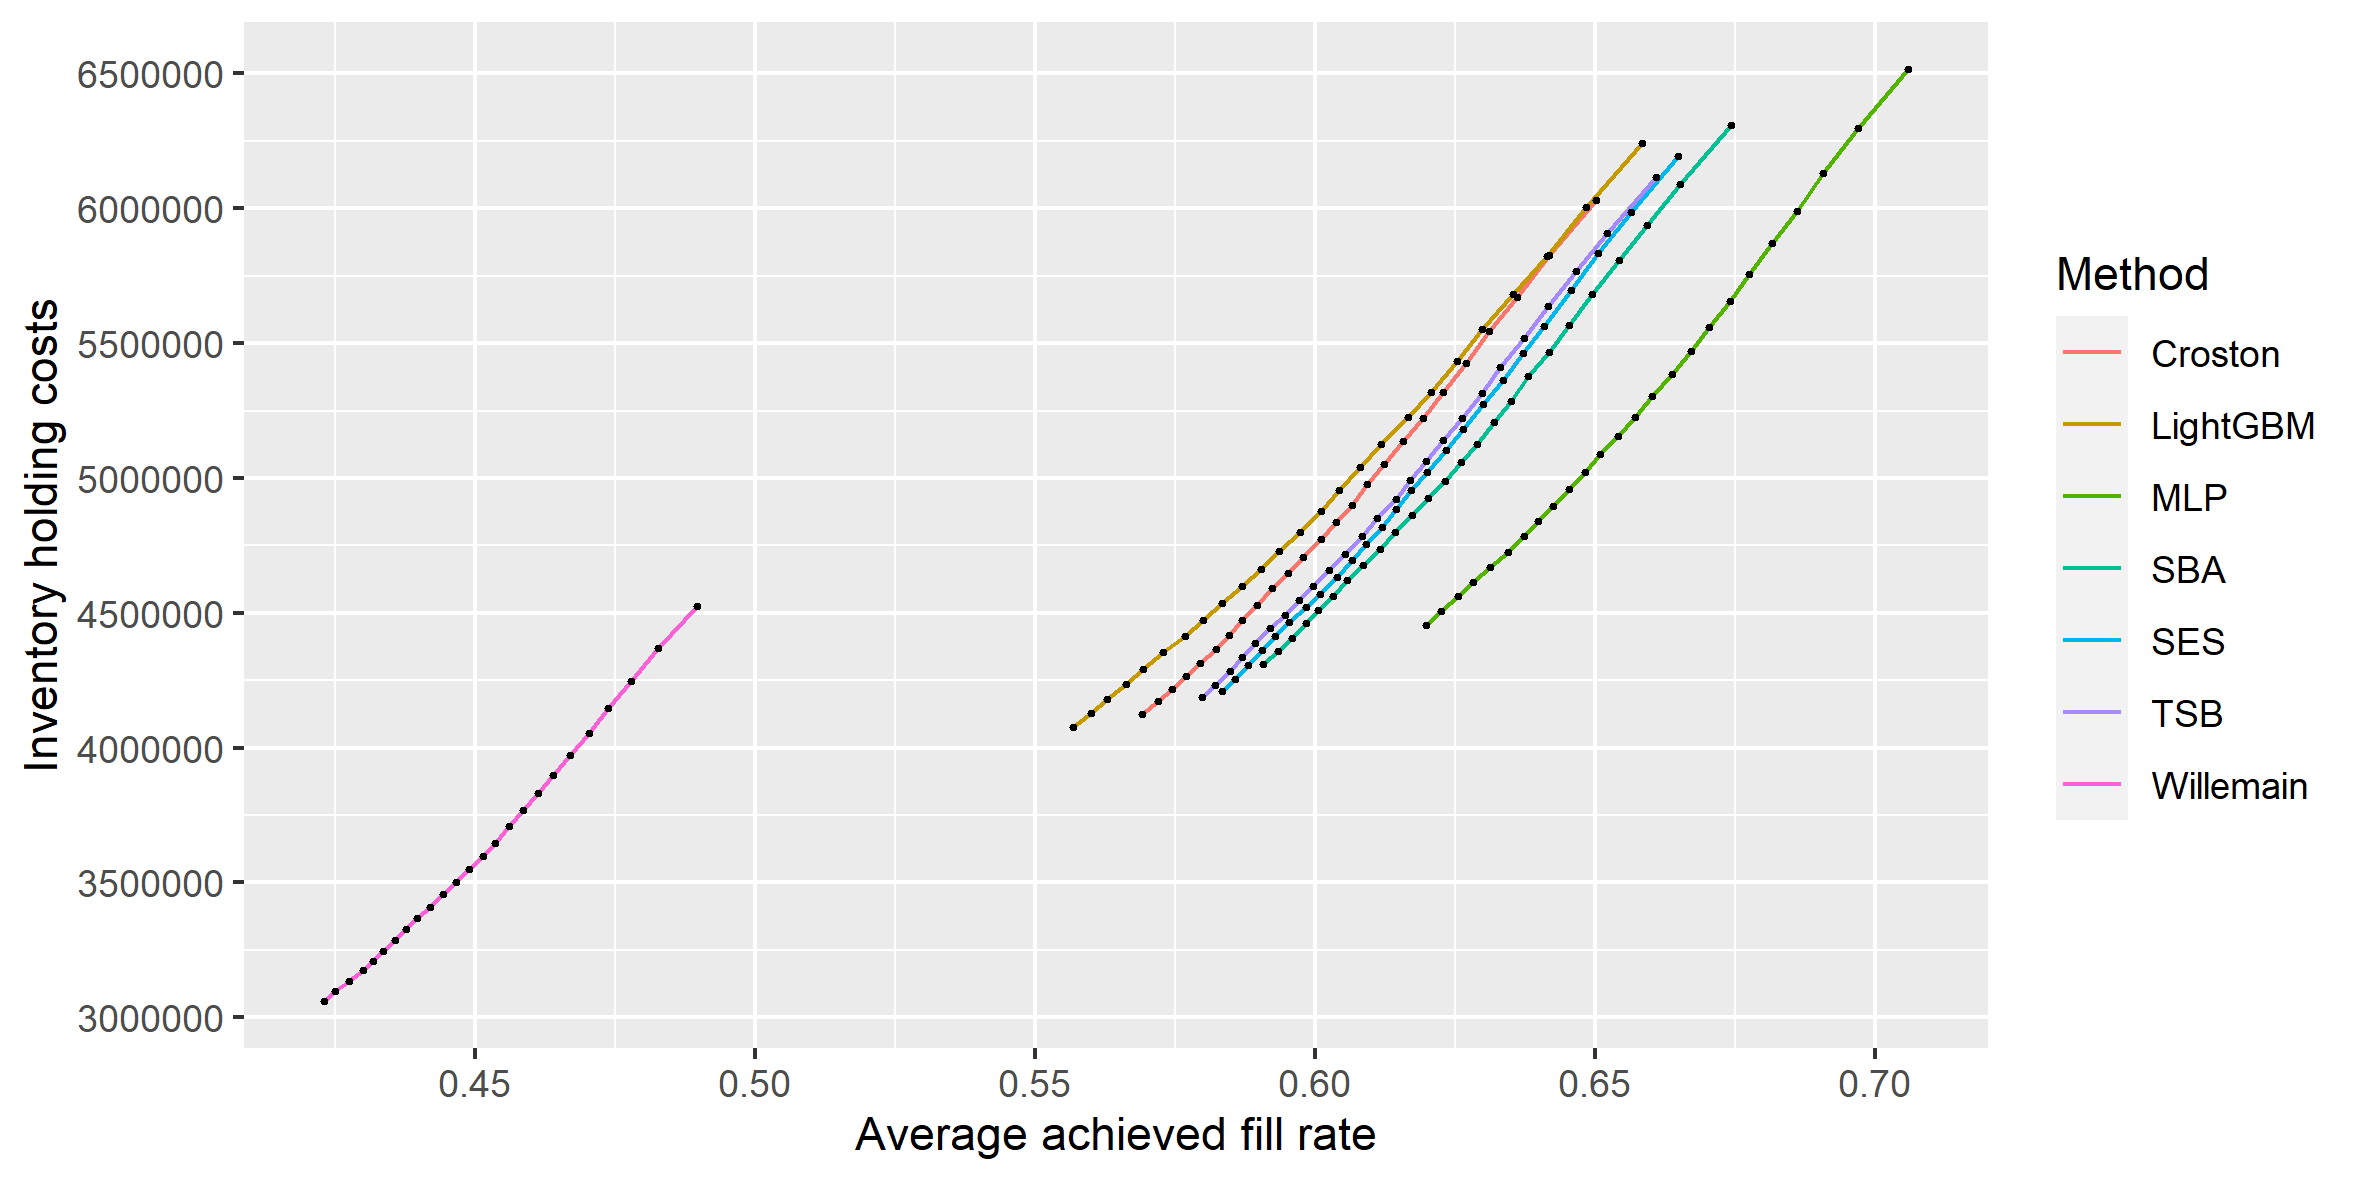 6500000
6000000
5500000
5000000
4500000
4000000
3500000
3000000
Inventory holding costs
0.45
0.50
0.55
0.60
0.65
0.70
Average achieved fill rate
Method
Croston
LightGBM
MLP
SBA
SES
TSB
Willemain